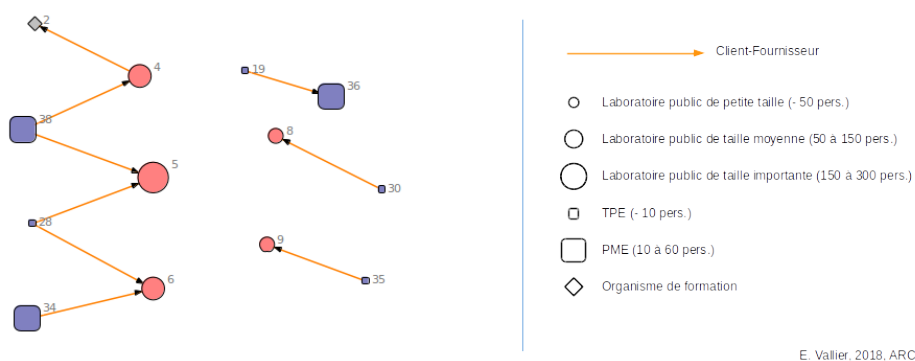 2
4
19
36
38
8
5
30
28
9
6
35
34
Client-Fournisseur
Laboratoire public de petite taille (- 50 pers.)
Laboratoire public de taille moyenne (50 à 150 pers.)
Laboratoire public de taille importante (150 à 300 pers.)
TPE (- 10 pers.)
PME (10 à 60 pers.)
Organisme de formation
E. Vallier, 2018, ARC